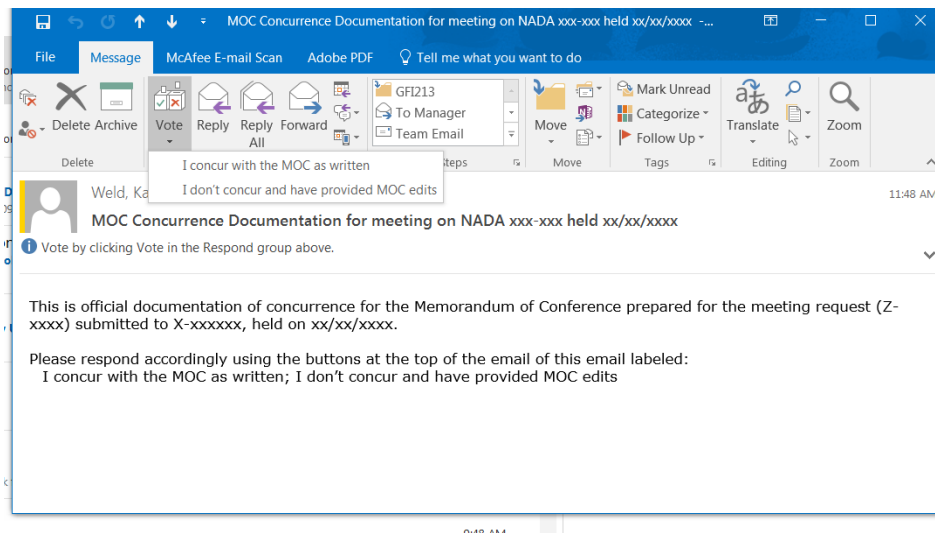 MOC Concurrence Documentation for meeting on NADA xxx-xxx held xx/xx/xxxx -...
File Message McAfee E-mail Scan Adobe PDF Tell me what you want to do
GFI213
To Manager
Team Email
Mark Unread
Categorize
Follow Up
Delete Archive Vote Reply Reply All Forward Move Translate Zoom
Delete Steps Move Tags Editing Zoom
I concur with the MOC as written
I don't concur and have provided MOC edits
Weld, Ka 11:48 AM
MOC Concurrence Documentation for meeting on NADA xxx-xxx held xx/xx/xxxx
Vote by clicking Vote in the Respond group above.
This is official documentation of concurrence for the Memorandum of Conference prepared for the meeting request (Z-
xxxx) submitted to X-xxxxxx, held on xx/xx/xxxx.
Please respond accordingly using the buttons at the top of the email of this email labeled:
I concur with the MOC as written; I don’t concur and have provided MOC edits